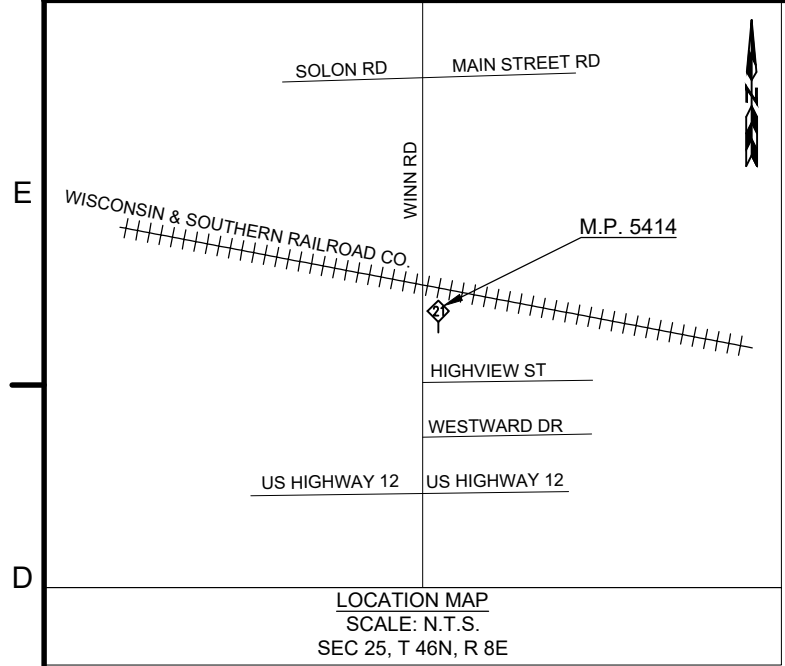 SOLON RD
MAIN STREET RD
N
WINN RD
E
WISCONSIN & SOUTHERN RAILROAD CO.
M.P. 5414
21
HIGHVIEW ST
WESTWARD DR
US HIGHWAY 12
US HIGHWAY 12
D
LOCATION MAP
SCALE: N.T.S.
SEC 25, T 46N, R 8E